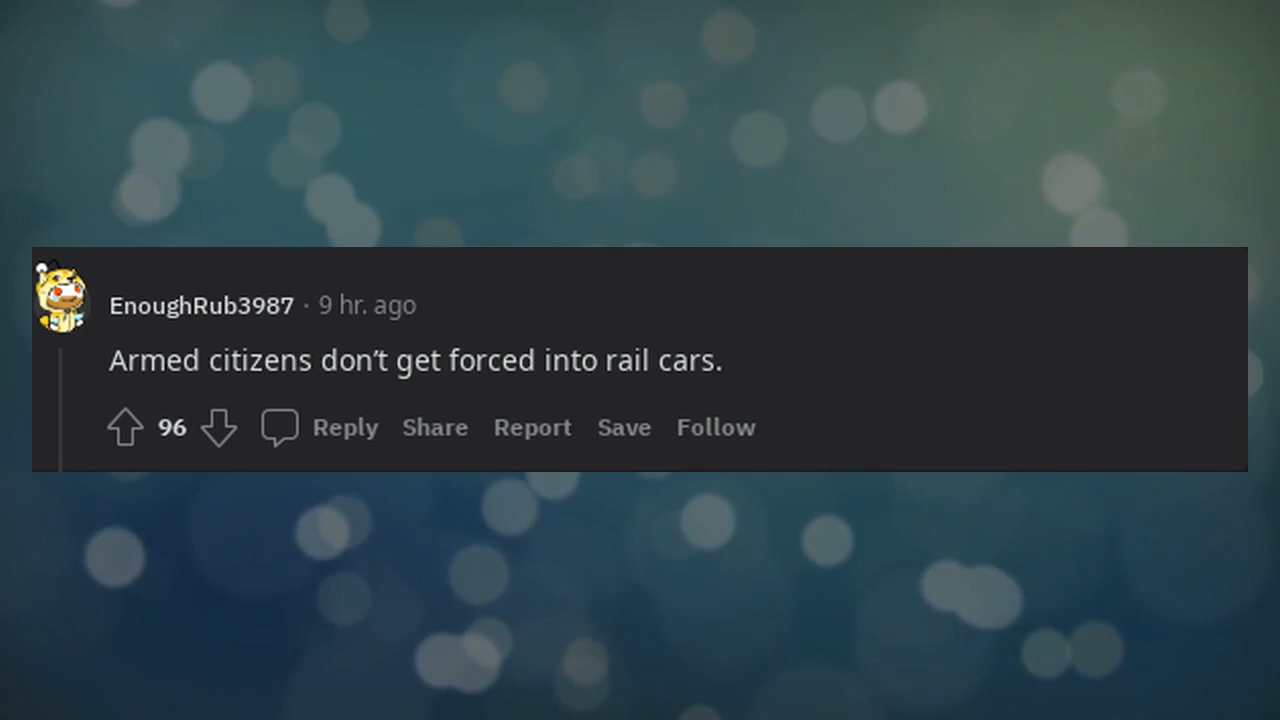 EnoughRub3987 · 9 hr. ago
Armed citizens don’t get forced into rail cars.
96 Reply Share Report Save Follow